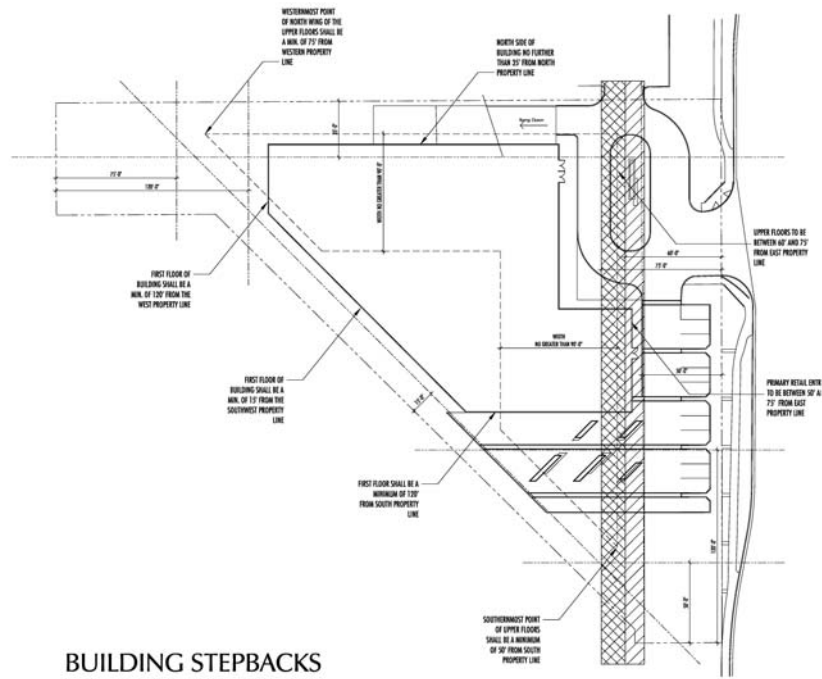 WESTERNMOST POINT
OF NORTH WING OF THE
UPPER FLOORS SHALL BE
A MIN. OF 75' FROM
WESTERN PROPERTY
LINE
NORTH SIDE OF
BUILDING NO FURTHER
THAN 35' FROM NORTH
PROPERTY LINE
Ramp Down
75'-0"
120'-0"
UPPER FLOORS TO BE
BETWEEN 60' AND 75'
FROM EAST PROPERTY
LINE
60'-0"
75'-0"
FIRST FLOOR OF
BUILDING SHALL BE A
MIN. OF 120' FROM THE
WEST PROPERTY LINE
WIDTH
NO GREATER THAN 90'-0"
50'-0"
PRIMARY RETAIL ENTR
TO BE BETWEEN 50' A
75' FROM EAST
PROPERTY LINE
FIRST FLOOR OF
BUILDING SHALL BE A
MIN. OF 15' FROM THE
SOUTHWEST PROPERTY
LINE
15'-0"
FIRST FLOOR SHALL BE A
MINIMUM OF 120'
FROM SOUTH PROPERTY
LINE
120'-0"
50'-0"
SOUTHERNMOST POINT
OF UPPER FLOORS
SHALL BE A MINIMUM
OF 50' FROM SOUTH
PROPERTY LINE
BUILDING STEPBACKS